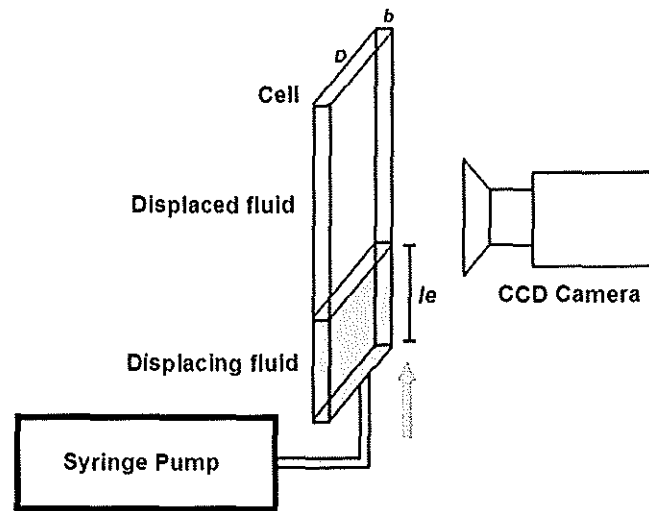 b
D
Cell
Displaced fluid
le
CCD Camera
Displacing fluid
Syringe Pump